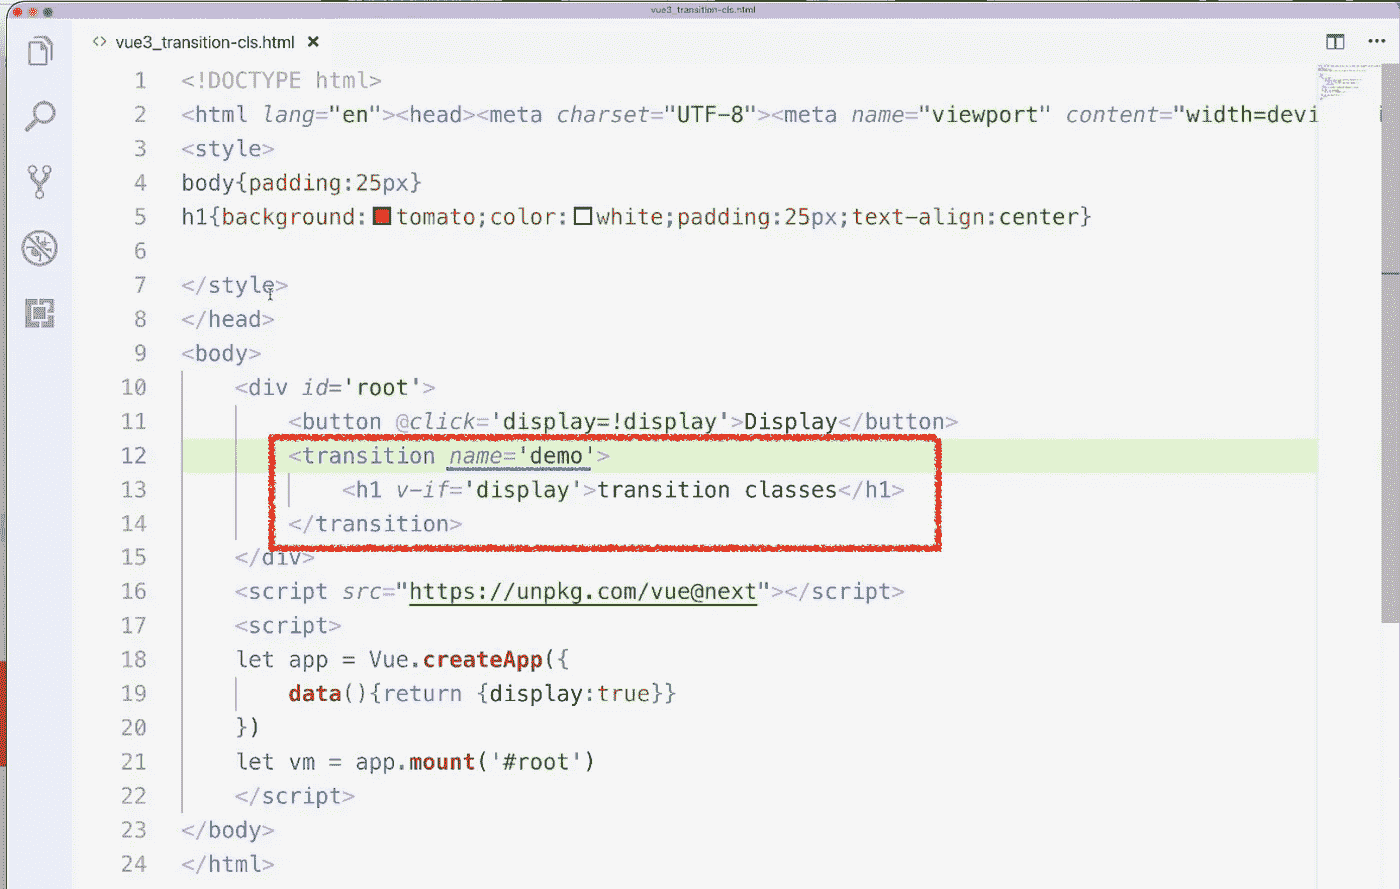 vue3_transition-cls.html
<> vue3_transition-cls.html ×
1 <!DOCTYPE html>
2 <html lang="en"><head><meta charset="UTF-8"><meta name="viewport" content="width=devi
3 <style>
4 body{padding:25px}
5 h1{background:tomato;color:white;padding:25px;text-align:center}
6
7 </style>
8 </head>
9 <body>
10 <div id='root'>
11 <button @click='display=!display'>Display</button>
12 <transition name='demo'>
13 <h1 v-if='display'>transition classes</h1>
14 </transition>
15 </div>
16 <script src="https://unpkg.com/vue@next"></script>
17 <script>
18 let app = Vue.createApp({
19 data(){return {display:true}}
20 })
21 let vm = app.mount('#root')
22 </script>
23 </body>
24 </html>